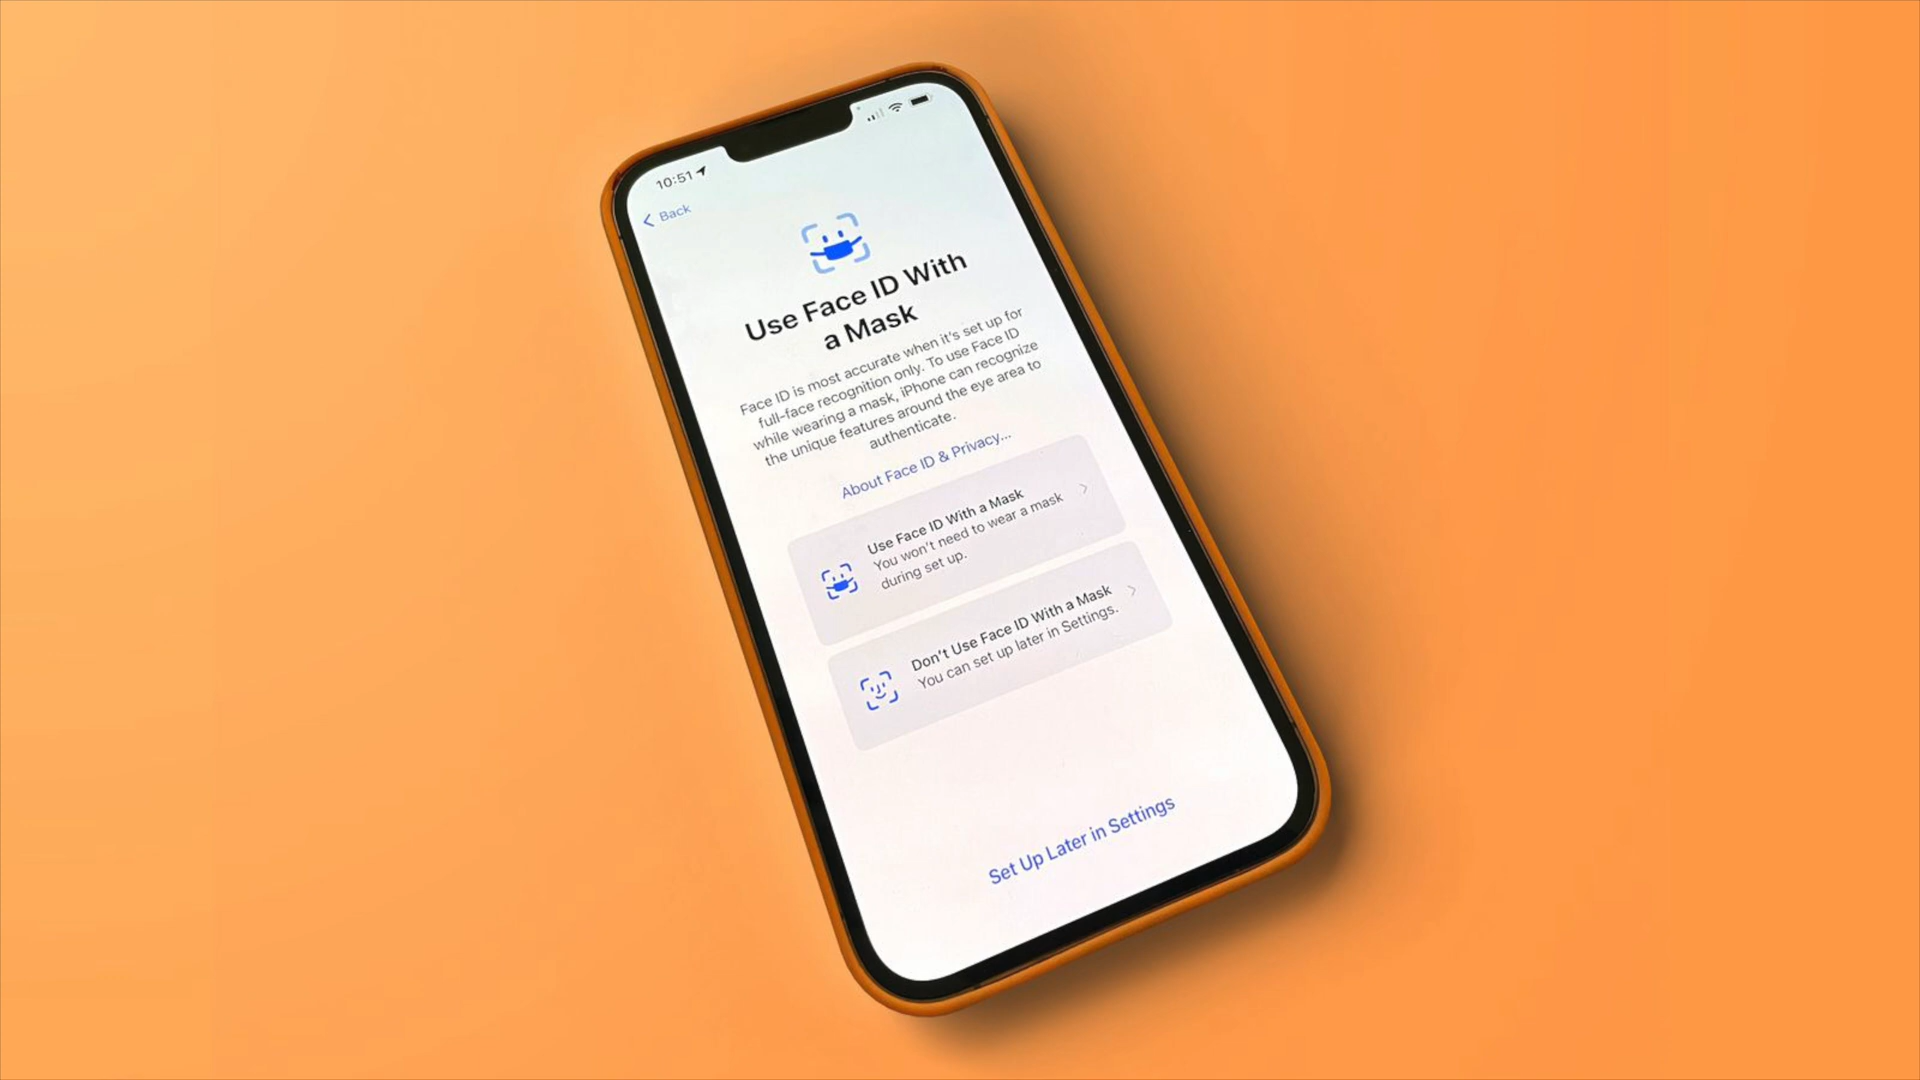 10:51
Back
Use Face ID With
a Mask
Face ID is most accurate when it's set up for
full-face recognition only. To use Face ID
while wearing a mask, iPhone can recognize
the unique features around the eye area to
authenticate.
About Face ID & Privacy...
Use Face ID With a Mask
You won't need to wear a mask
during set up.
Don't Use Face ID With a Mask
You can set up later in Settings.
Set Up Later in Settings